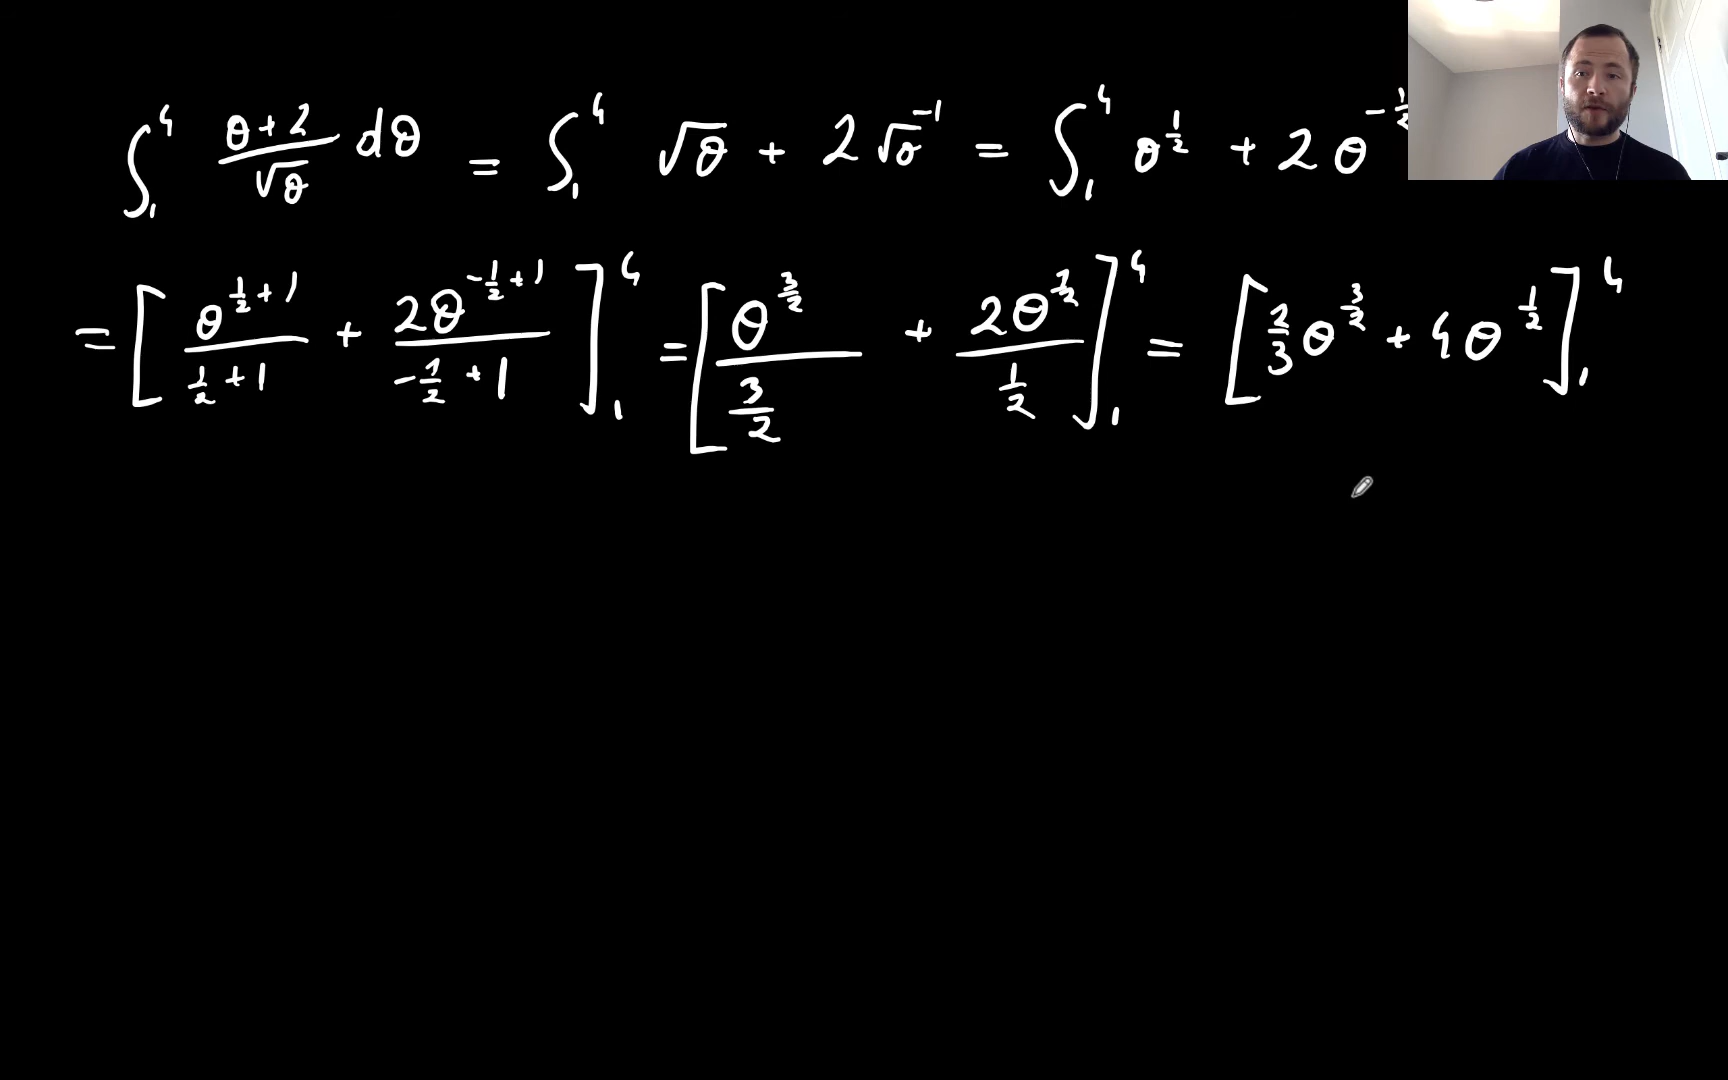 ∫₁⁴ (θ+2)/√θ dθ = ∫₁⁴ √θ + 2√θ⁻¹ = ∫₁⁴ θ^(1/2) + 2θ^(-1/2)
= [θ^(1/2+1)/(1/2+1) + 2θ^(-1/2+1)/(-1/2+1)]₁⁴ = [θ^(3/2)/(3/2) + 2θ^(1/2)/(1/2)]₁⁴ = [2/3 θ^(3/2) + 4θ^(1/2)]₁⁴